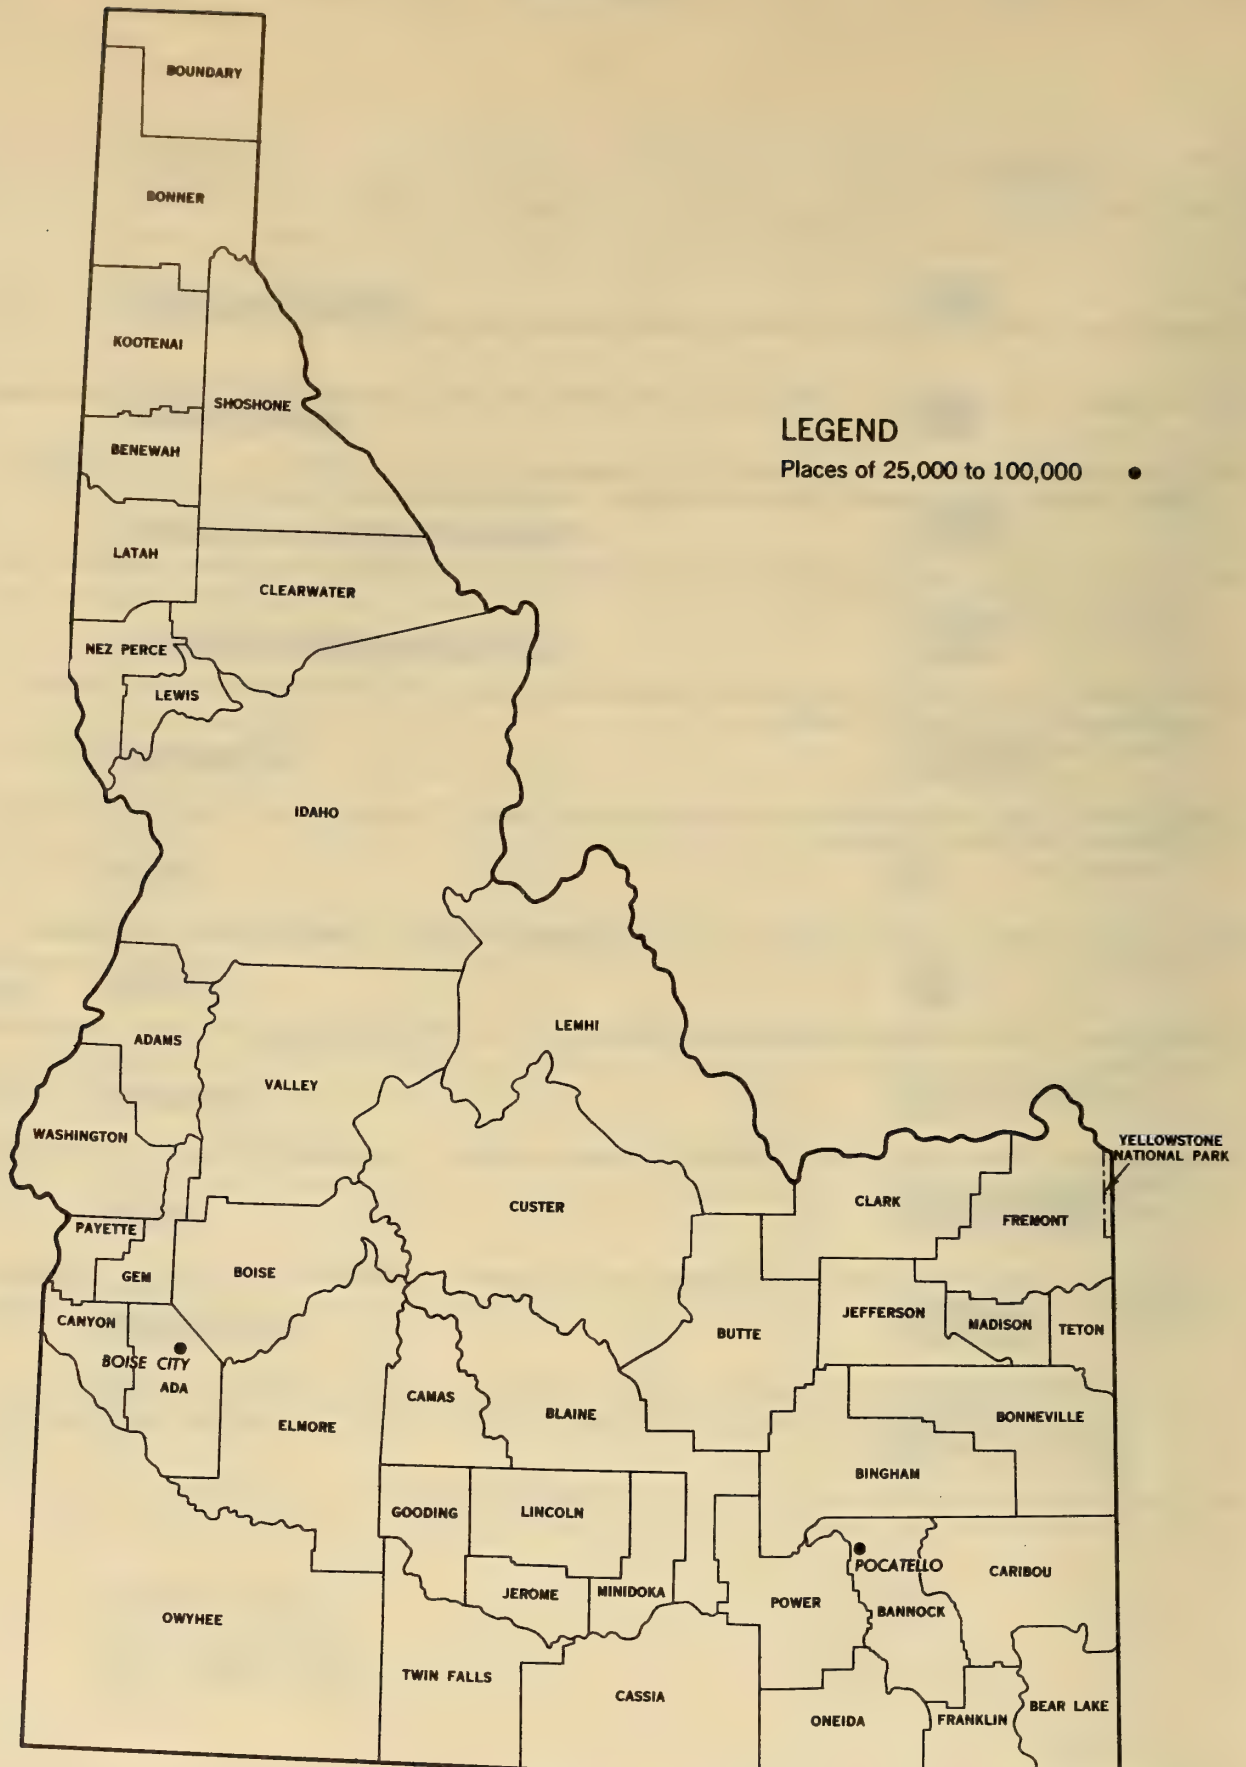 BOUNDARY
BONNER
KOOTENAI
SHOSHONE
LEGEND
Places of 25,000 to 100,000
BENEWAH
LATAH
CLEARWATER
NEZ PERCE
LEWIS
IDAHO
LEMHI
ADAMS
VALLEY
WASHINGTON
YELLOWSTONE
NATIONAL PARK
CLARK
CUSTER
FREMONT
PAYETTE
GEM
BOISE
JEFFERSON
MADISON
TETON
CANYON
BUTTE
BOISE CITY
ADA
CAMAS
BLAINE
BONNEVILLE
ELMORE
BINGHAM
GOODING
LINCOLN
POCATELLO
CARIBOU
JEROME
MINIDOKA
POWER
BANNOCK
OWYHEE
TWIN FALLS
CASSIA
BEAR LAKE
ONEIDA
FRANKLIN